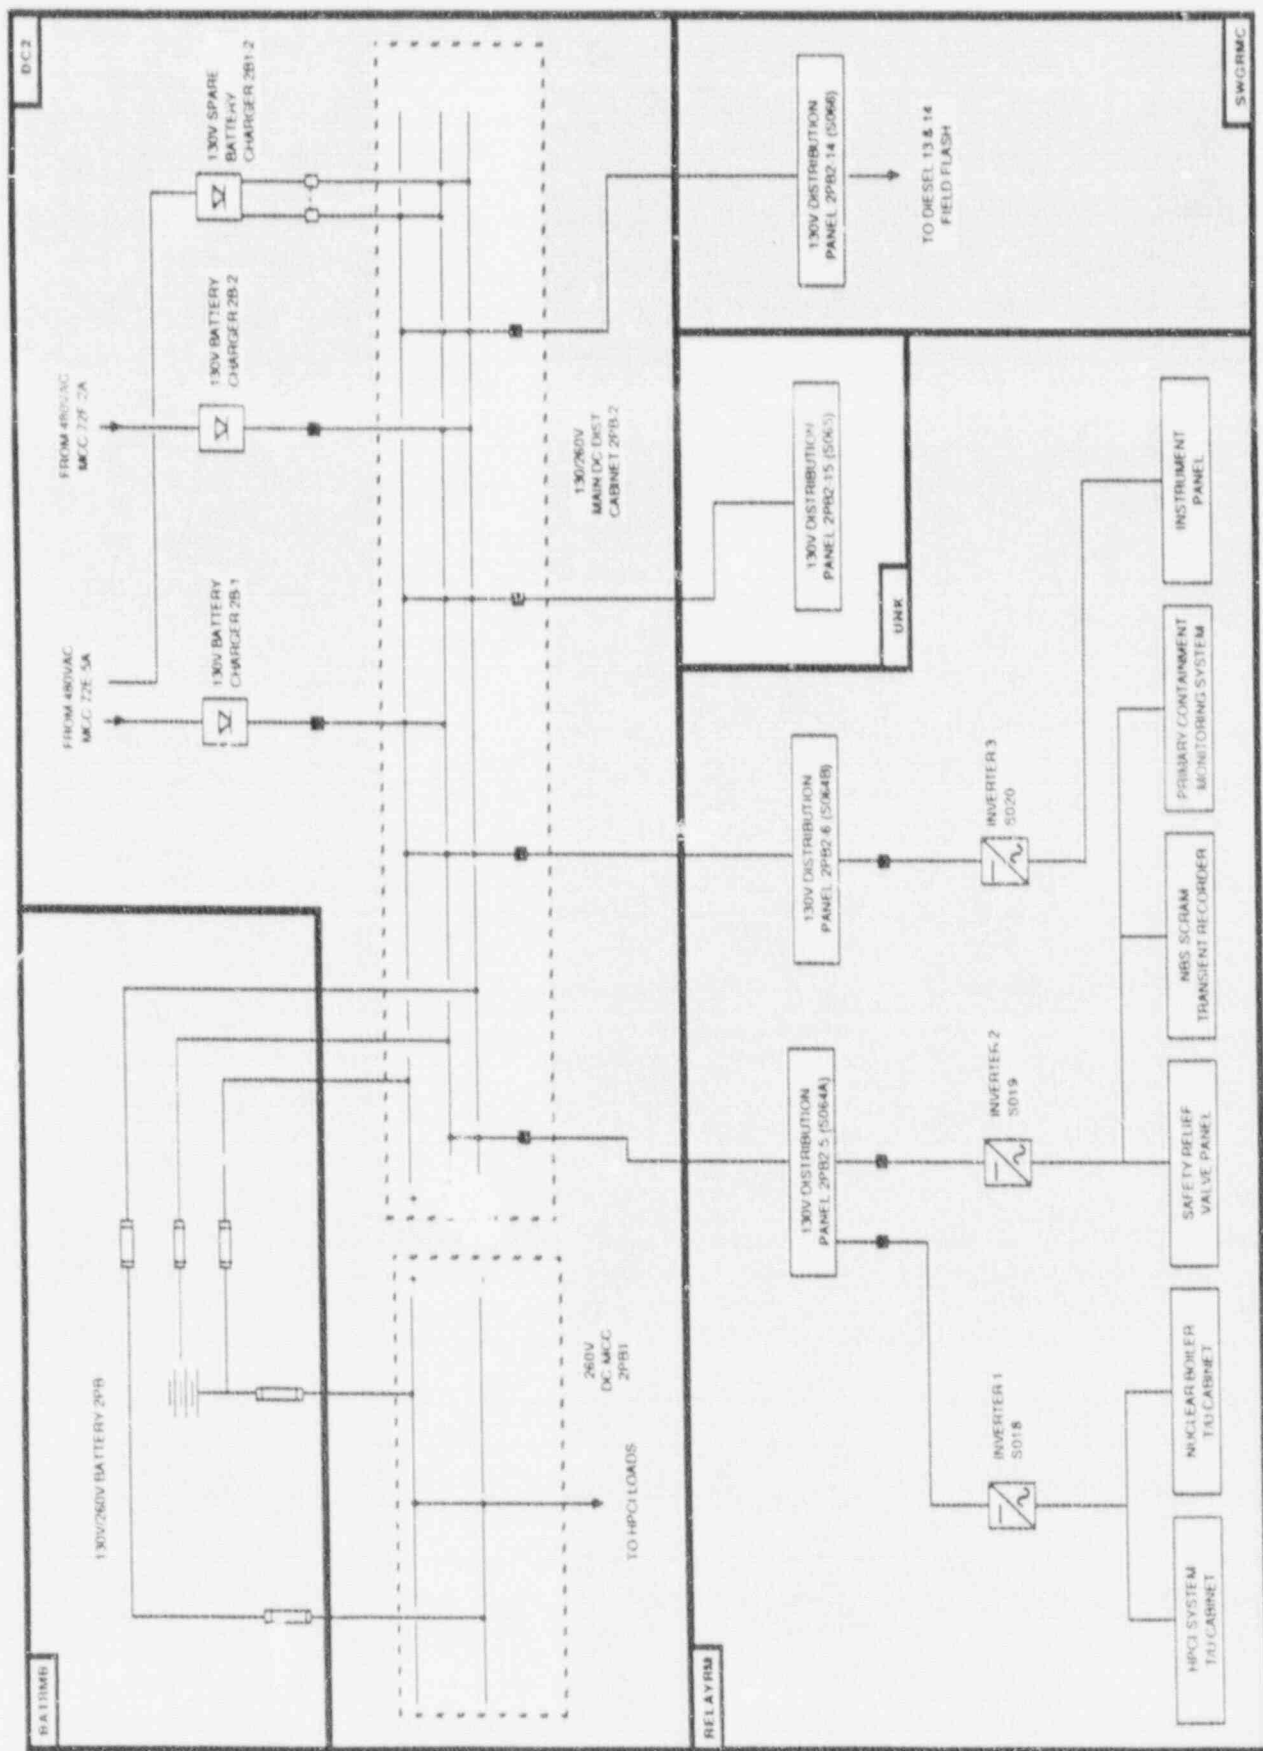 BATRMB
DC2
130V/260V BATTERY 2PB
FROM 480VAC
MCC 72E-5A
FROM 480VAC
MCC 72F-2A
130V BATTERY
CHARGER 2B-1
130V BATTERY
CHARGER 2B-2
130V SPARE
BATTERY
CHARGER 2B1-2
+
+
260V
DC MCC
2PB1
TO HPCI LOADS
130/260V
MAIN DC DIST
CABINET 2PB-2
RELAYRM
UNK
SWGRMC
130V DISTRIBUTION
PANEL 2PB2-5 (S064A)
130V DISTRIBUTION
PANEL 2PB2-6 (S064B)
130V DISTRIBUTION
PANEL 2PB2-15 (S065)
130V DISTRIBUTION
PANEL 2PB2-14 (S066)
TO DIESEL 13 & 14
FIELD FLASH
INVERTER 1
S018
INVERTER 2
S019
INVERTER 3
S020
HPCI SYSTEM
T/U CABINET
NUCLEAR BOILER
T/U CABINET
SAFETY RELIEF
VALVE PANEL
NBS SCRAM
TRANSIENT RECORDER
PRIMARY CONTAINMENT
MONITORING SYSTEM
INSTRUMENT
PANEL